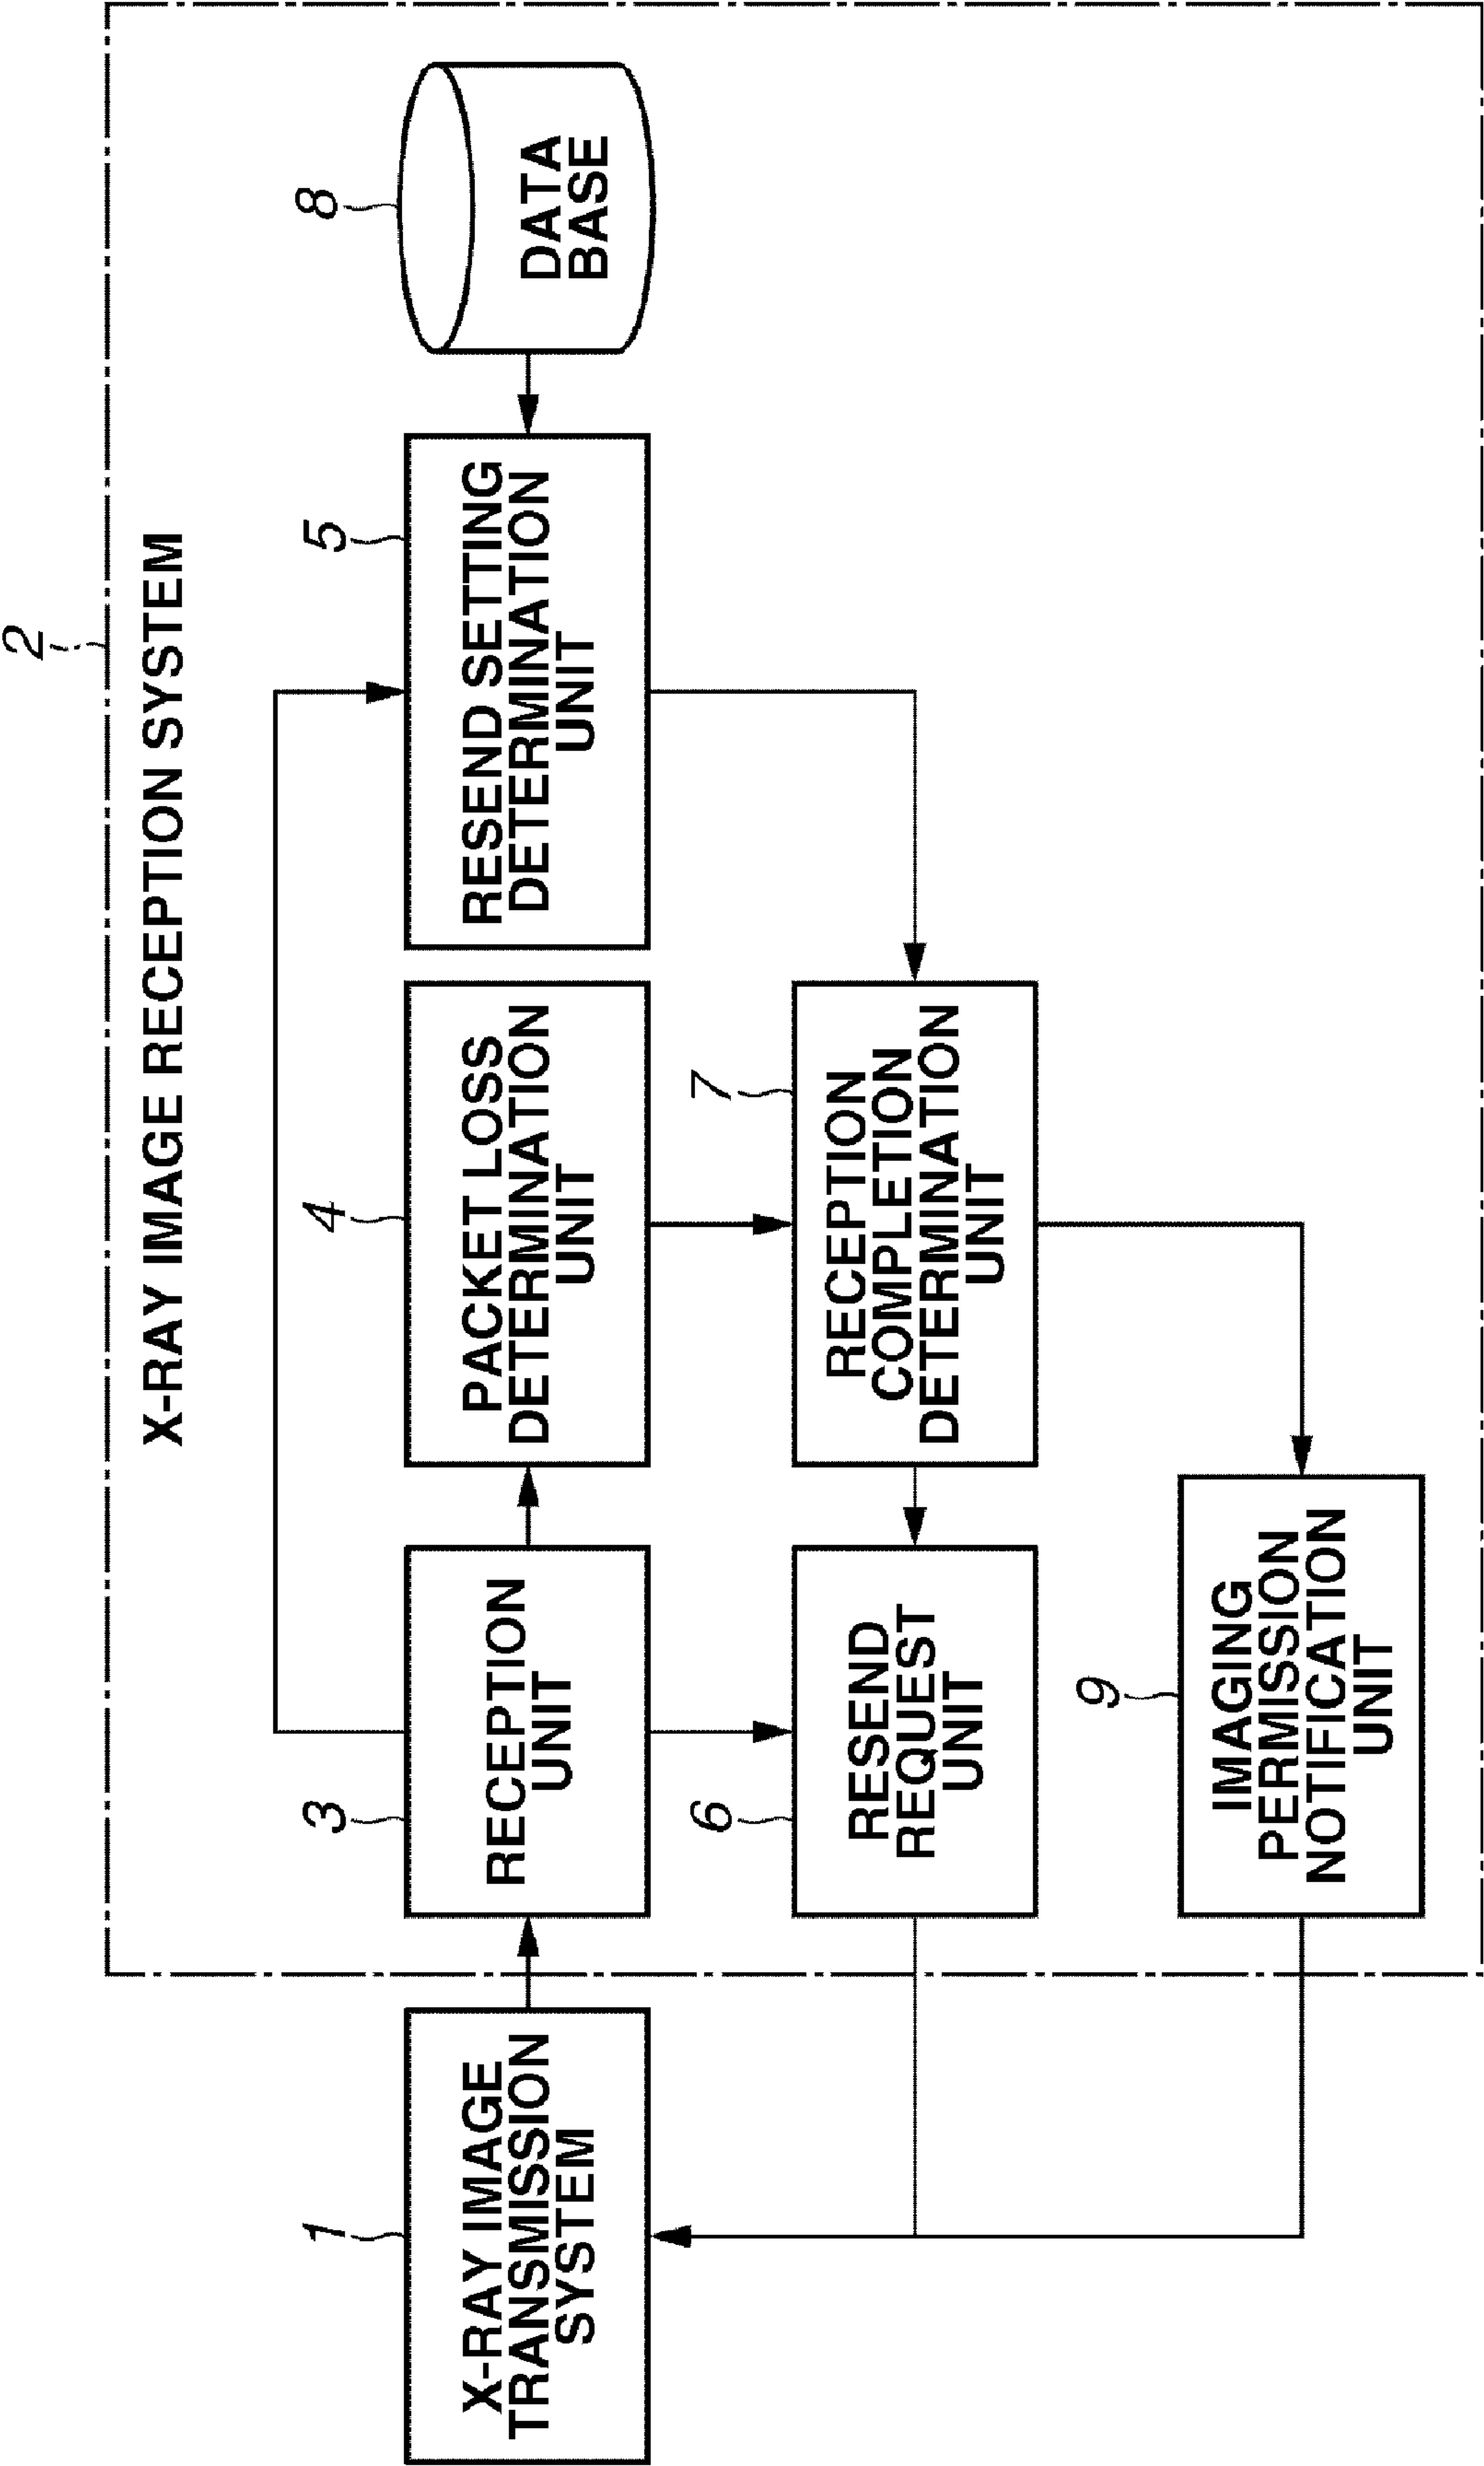 2
X-RAY IMAGE RECEPTION SYSTEM
1
X-RAY IMAGE
TRANSMISSION
SYSTEM
3
RECEPTION
UNIT
4
PACKET LOSS
DETERMINATION
UNIT
5
RESEND SETTING
DETERMINATION
UNIT
8
DATA
BASE
6
RESEND
REQUEST
UNIT
7
RECEPTION
COMPLETION
DETERMINATION
UNIT
9
IMAGING
PERMISSION
NOTIFICATION
UNIT